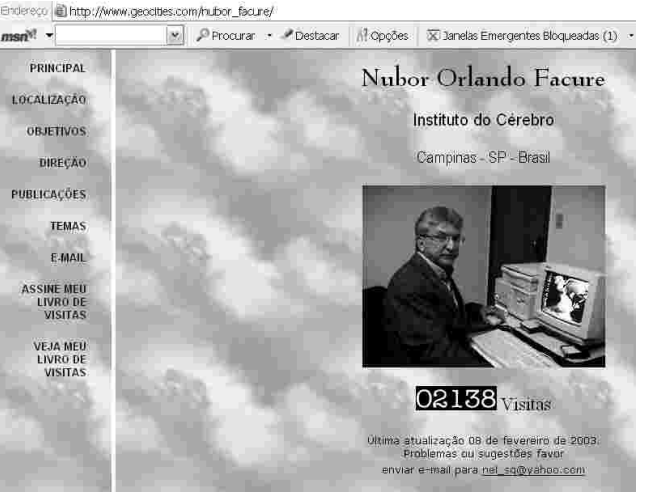 Endereço http://www.geocities.com/nubor_facure/
msn Procurar Destacar Opções Janelas Emergentes Bloqueadas (1)
PRINCIPAL
LOCALIZAÇÃO
OBJETIVOS
DIREÇÃO
PUBLICAÇÕES
TEMAS
E-MAIL
ASSINE MEU
LIVRO DE
VISITAS
VEJA MEU
LIVRO DE
VISITAS
Nubor Orlando Facure
Instituto do Cérebro
Campinas - SP - Brasil
02138 Visitas
Última atualização 08 de fevereiro de 2003.
Problemas ou sugestões favor
enviar e-mail para nel_sq@yahoo.com